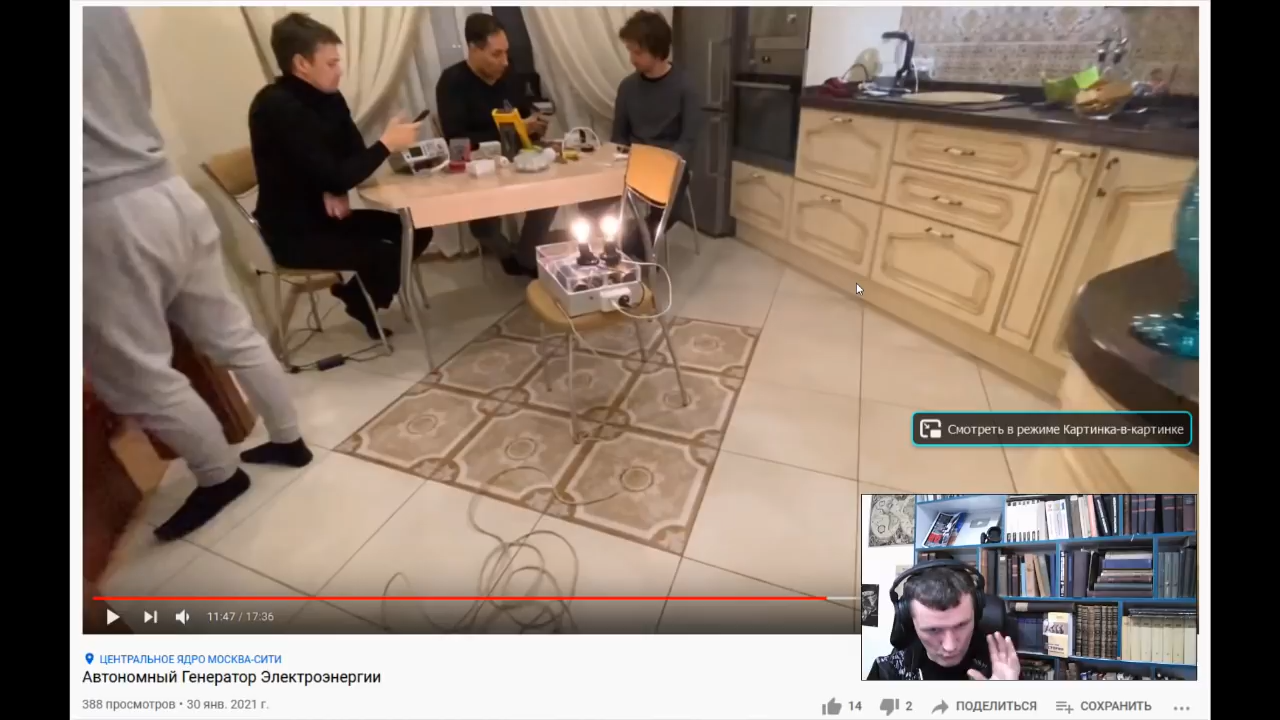 Смотреть в режиме Картинка-в-картинке
11:47 / 17:36
ЦЕНТРАЛЬНОЕ ЯДРО МОСКВА-СИТИ
Автономный Генератор Электроэнергии
388 просмотров • 30 янв. 2021 г.
14
2
ПОДЕЛИТЬСЯ
СОХРАНИТЬ